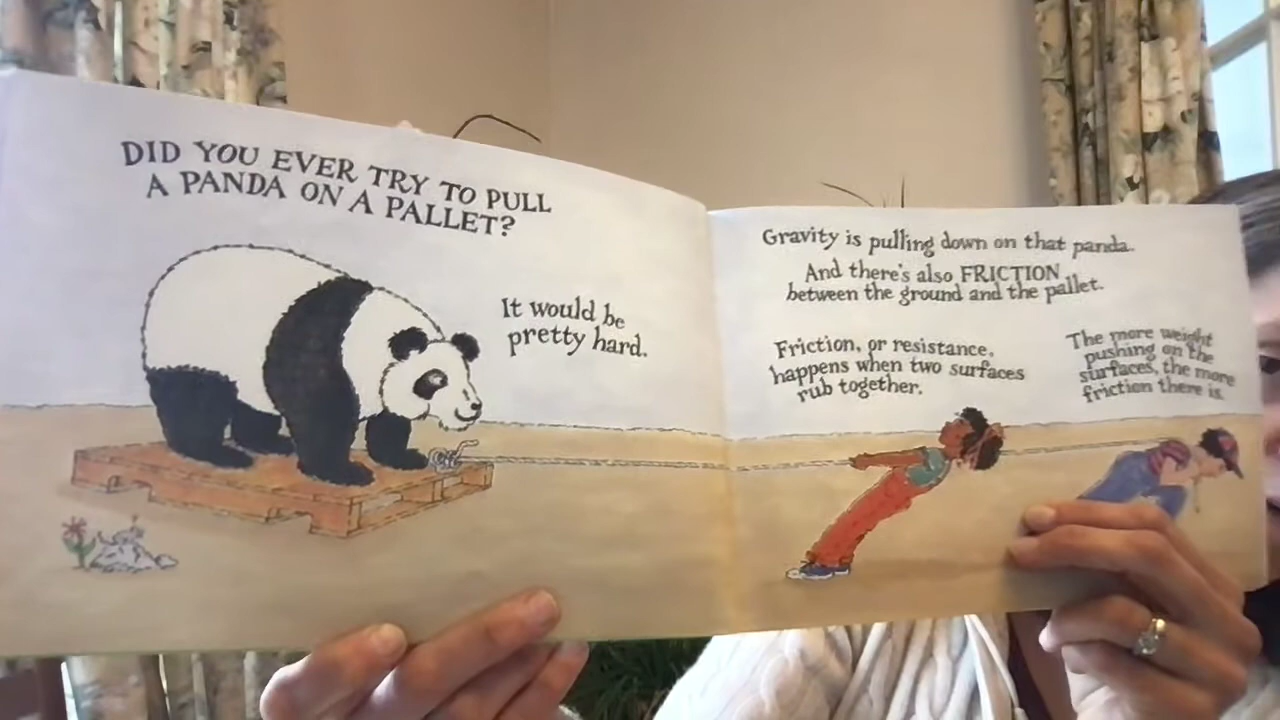 DID YOU EVER TRY TO PULL
A PANDA ON A PALLET?
It would be
pretty hard.
Gravity is pulling down on that panda.
And there's also FRICTION
between the ground and the pallet.
Friction, or resistance,
happens when two surfaces
rub together.
The more weight
pushing on the
surfaces, the more
friction there is.